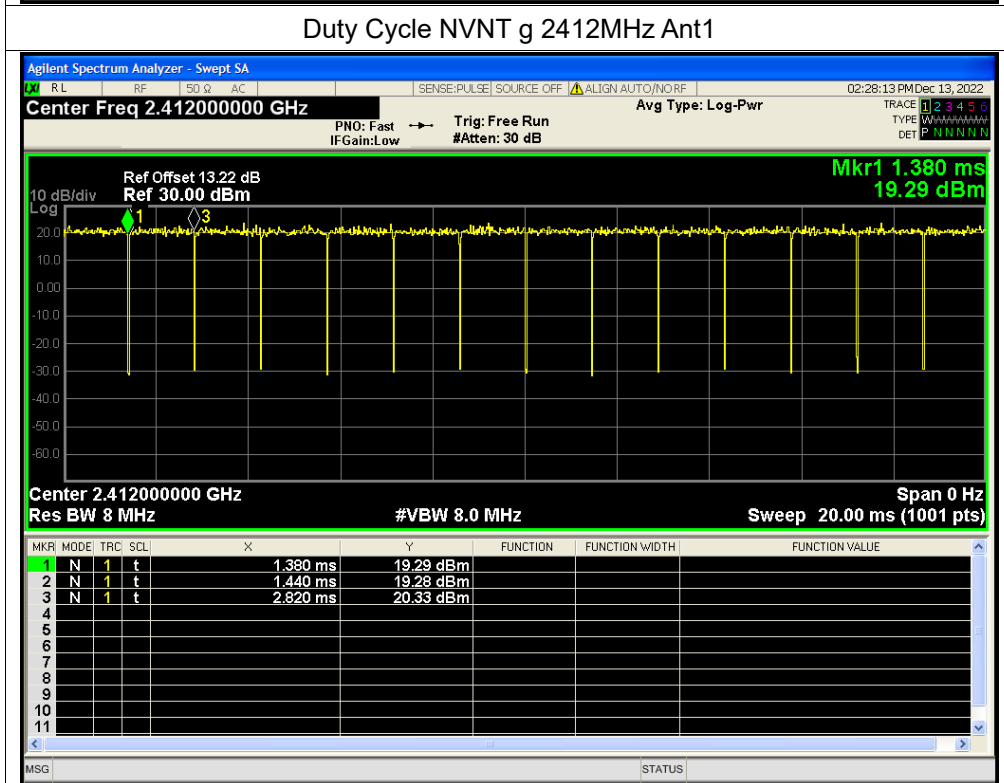 Duty Cycle NVNT g 2412MHz Ant1
Agilent Spectrum Analyzer - Swept SA
LXI RL RF 50 Ω AC SENSE:PULSE SOURCE OFF ALIGN AUTO/NO RF 02:28:13 PM Dec 13, 2022
Center Freq 2.412000000 GHz Avg Type: Log-Pwr TRACE 1 2 3 4 5 6
PNO: Fast Trig: Free Run TYPE WWWWWW
IFGain:Low #Atten: 30 dB DET P N N N N N
Mkr1 1.380 ms
Ref Offset 13.22 dB
10 dB/div Ref 30.00 dBm 19.29 dBm
Log
1 3
20.0
10.0
0.00
-10.0
-20.0
-30.0
-40.0
-50.0
-60.0
Center 2.412000000 GHz Span 0 Hz
Res BW 8 MHz #VBW 8.0 MHz Sweep 20.00 ms (1001 pts)
MKR MODE TRC SCL X Y FUNCTION FUNCTION WIDTH FUNCTION VALUE
1 N 1 t 1.380 ms 19.29 dBm
2 N 1 t 1.440 ms 19.28 dBm
3 N 1 t 2.820 ms 20.33 dBm
4
5
6
7
8
9
10
11
MSG STATUS